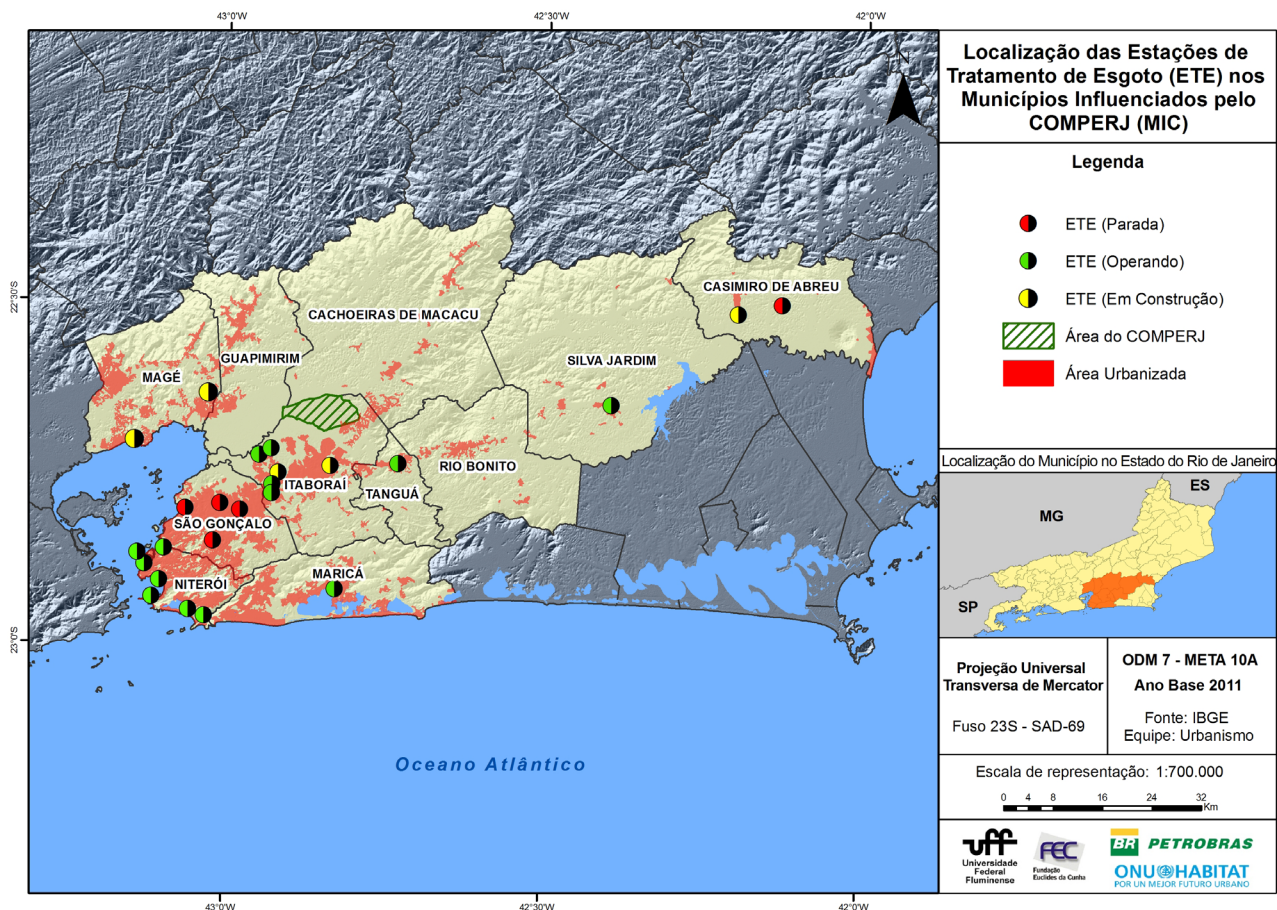 43°0'W
42°30'W
42°0'W
22°30'S
23°0'S
CASIMIRO DE ABREU
CACHOEIRAS DE MACACU
GUAPIMIRIM
SILVA JARDIM
MAGÉ
RIO BONITO
ITABORAÍ
TANGUÁ
SÃO GONÇALO
MARICÁ
NITERÓI
Oceano Atlântico
43°0'W
42°30'W
42°0'W
Localização das Estações de
Tratamento de Esgoto (ETE) nos
Municípios Influenciados pelo
COMPERJ (MIC)
N
Legenda
ETE (Parada)
ETE (Operando)
ETE (Em Construção)
Área do COMPERJ
Área Urbanizada
Localização do Município no Estado do Rio de Janeiro
ES
MG
SP
Projeção Universal
Transversa de Mercator
Fuso 23S - SAD-69
ODM 7 - META 10A
Ano Base 2011
Fonte: IBGE
Equipe: Urbanismo
Escala de representação: 1:700.000
0 4 8 16 24 32
Km
uff
Universidade
Federal
Fluminense
FEC
Fundação
Euclides da Cunha
BR PETROBRAS
ONU HABITAT
POR UN MEJOR FUTURO URBANO